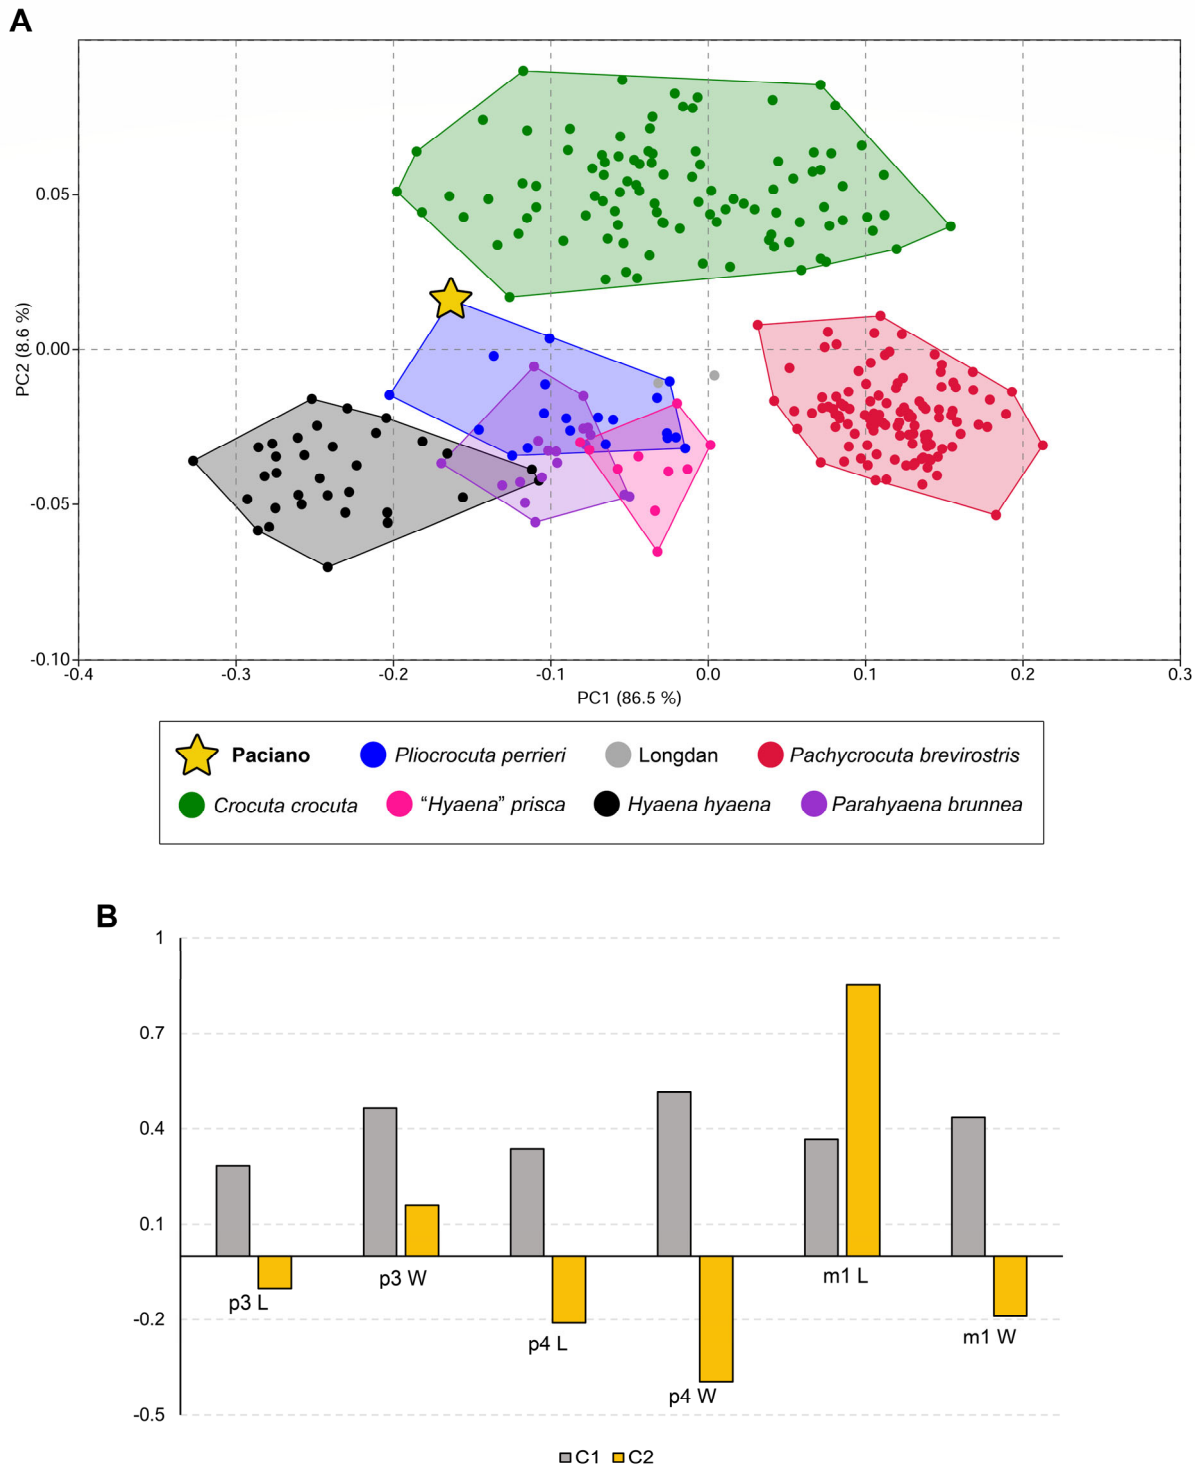 A
0.05
0.00
-0.05
-0.10
PC2 (8.6 %)
-0.4 -0.3 -0.2 -0.1 0.0 0.1 0.2 0.3
PC1 (86.5 %)
Paciano Pliocrocuta perrieri Longdan Pachycrocuta brevirostris
Crocuta crocuta “Hyaena” prisca Hyaena hyaena Parahyaena brunnea
B
1
0.7
0.4
0.1
-0.2
-0.5
p3 L
p3 W
p4 L
p4 W
m1 L
m1 W
C1 C2